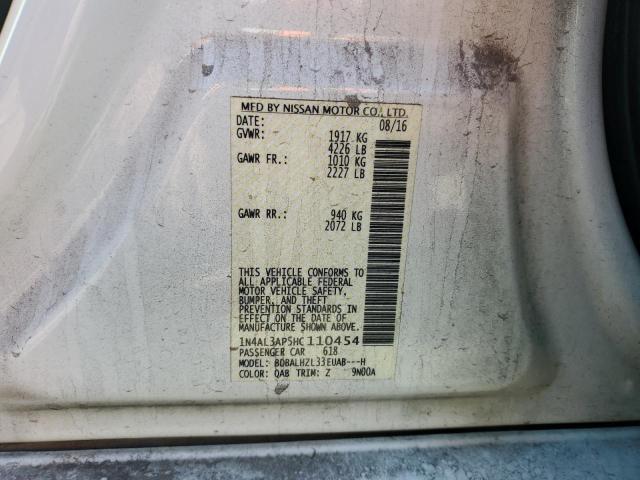 MFD BY NISSAN MOTOR CO., LTD.
DATE: 08/16
GVWR: 1917 KG
4226 LB
GAWR FR.: 1010 KG
2227 LB
GAWR RR.: 940 KG
2072 LB
THIS VEHICLE CONFORMS TO
ALL APPLICABLE FEDERAL
MOTOR VEHICLE SAFETY,
BUMPER, AND THEFT
PREVENTION STANDARDS
IN EFFECT ON THE DATE OF
MANUFACTURE SHOWN ABOVE.
1N4AL3AP5HC110454
PASSENGER CAR 618
MODEL: BDBALHZL33EUAB---H
COLOR: QAB TRIM: Z 9N00A